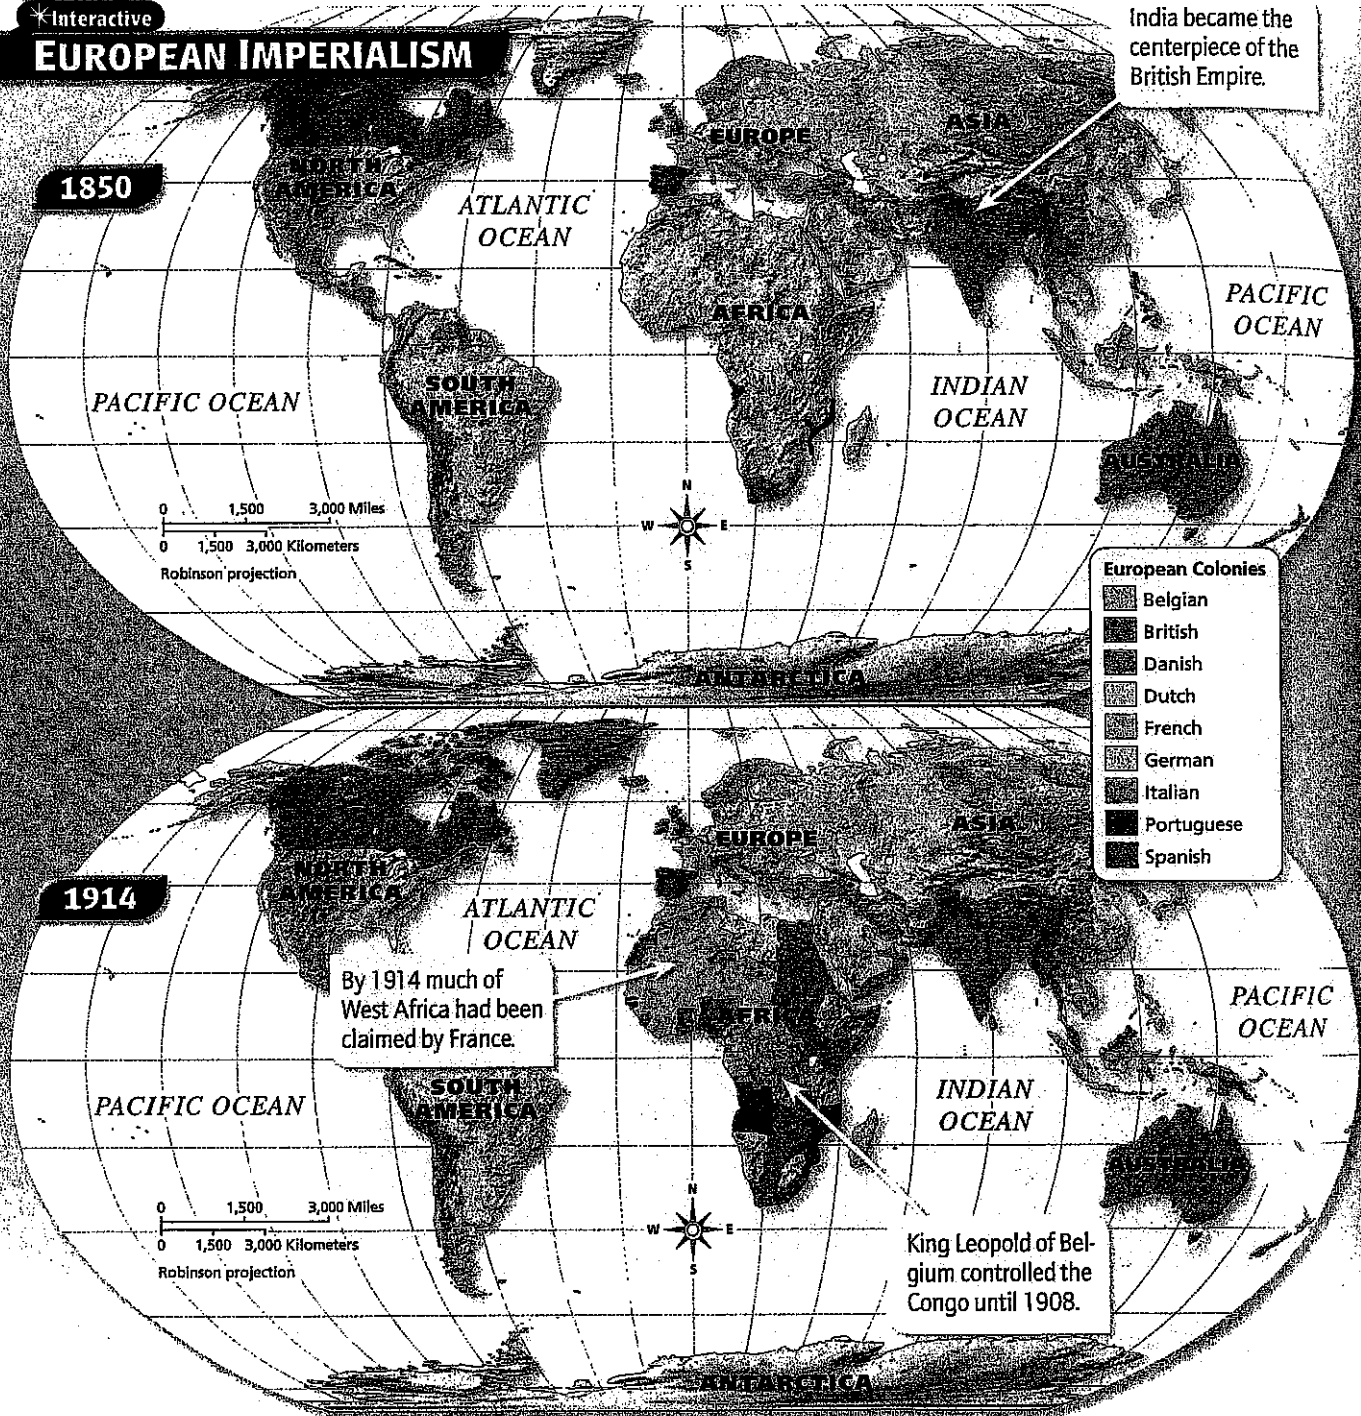 Interactive
EUROPEAN IMPERIALISM
India became the
centerpiece of the
British Empire.
1850
NORTH
AMERICA
EUROPE
ASIA
ATLANTIC
OCEAN
AFRICA
PACIFIC
OCEAN
PACIFIC OCEAN
SOUTH
AMERICA
INDIAN
OCEAN
AUSTRALIA
0 1,500 3,000 Miles
0 1,500 3,000 Kilometers
Robinson projection
N
W E
S
ANTARCTICA
European Colonies
Belgian
British
Danish
Dutch
French
German
Italian
Portuguese
Spanish
1914
NORTH
AMERICA
EUROPE
ASIA
ATLANTIC
OCEAN
By 1914 much of
West Africa had been
claimed by France.
AFRICA
PACIFIC
OCEAN
PACIFIC OCEAN
SOUTH
AMERICA
INDIAN
OCEAN
AUSTRALIA
0 1,500 3,000 Miles
0 1,500 3,000 Kilometers
Robinson projection
N
W E
S
King Leopold of Bel-
gium controlled the
Congo until 1908.
ANTARCTICA